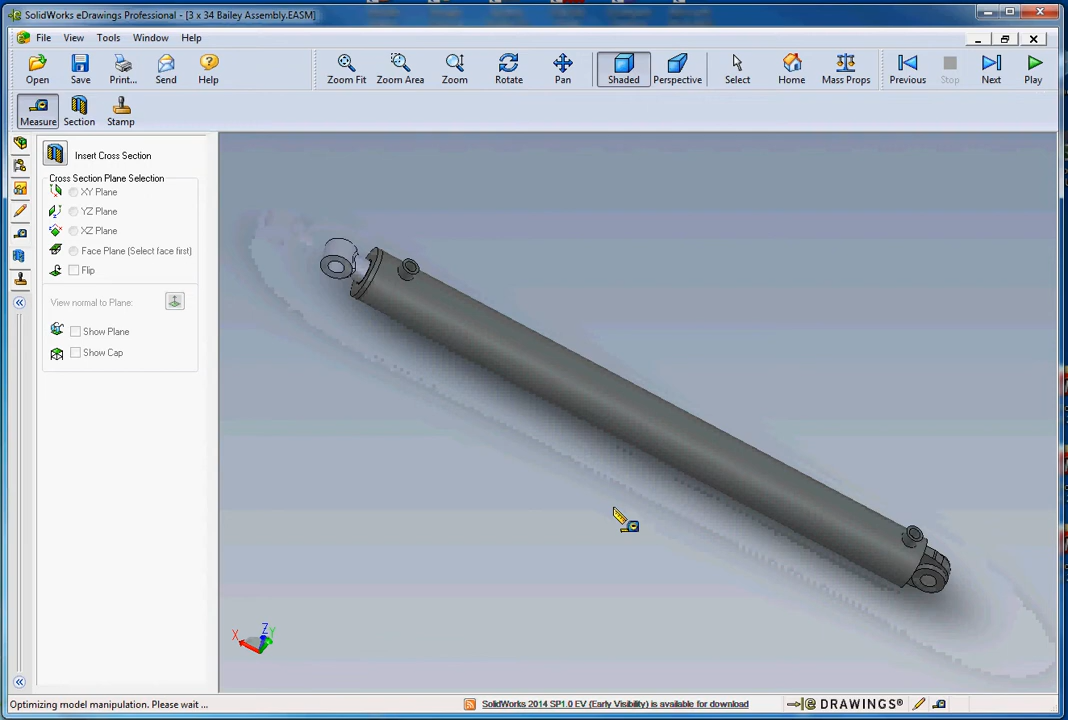 SolidWorks eDrawings Professional - [3 x 34 Bailey Assembly.EASM]
File View Tools Window Help
Open Save Print... Send Help Zoom Fit Zoom Area Zoom Rotate Pan Shaded Perspective Select Home Mass Props Previous Stop Next Play
Measure Section Stamp
Insert Cross Section
Cross Section Plane Selection
XY Plane
YZ Plane
XZ Plane
Face Plane (Select face first)
Flip
View normal to Plane:
Show Plane
Show Cap
X Z Y
Optimizing model manipulation. Please wait ... SolidWorks 2014 SP1.0 EV (Early Visibility) is available for download eDRAWINGS®